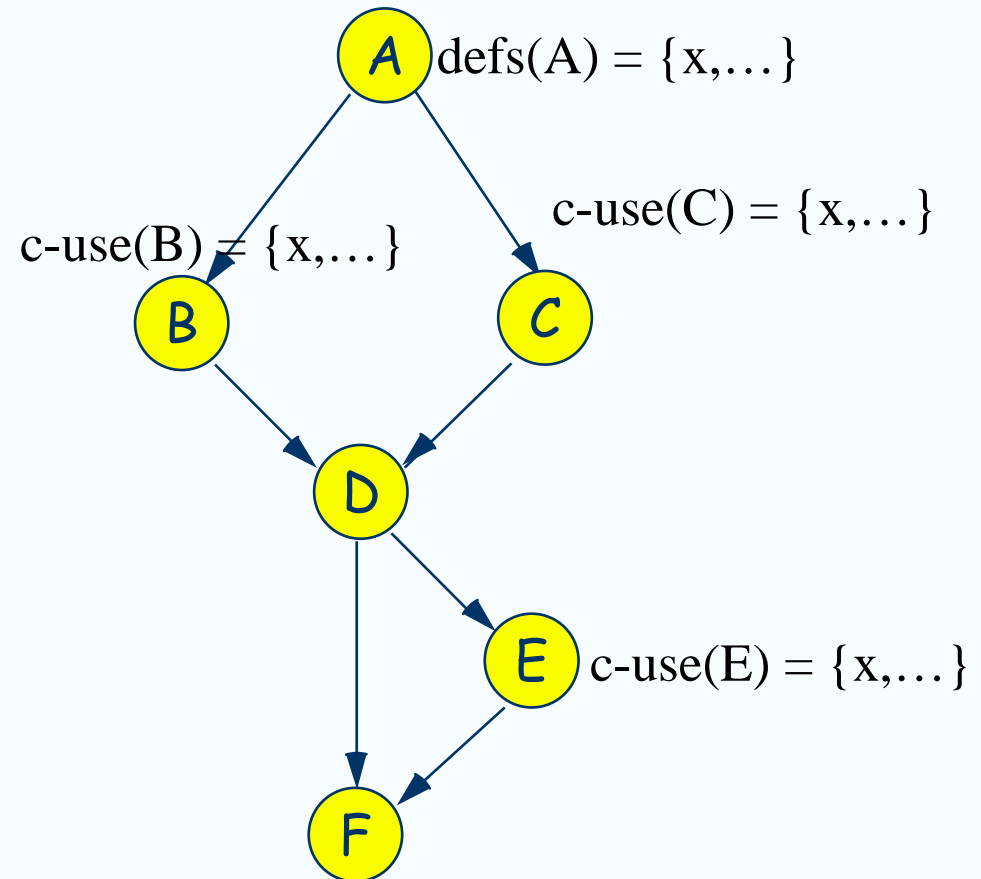 A defs(A) = {x,…}
c-use(C) = {x,…}
c-use(B) = {x,…}
B
C
D
E c-use(E) = {x,…}
F